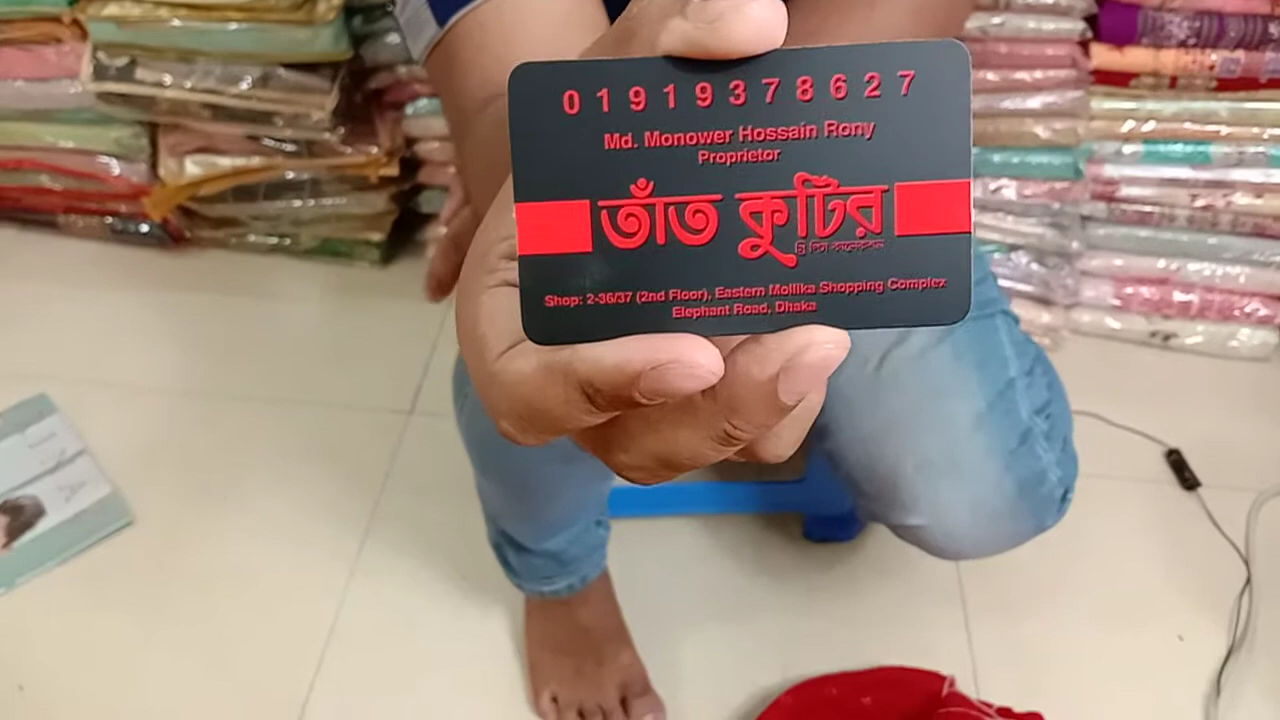 01919378627
Md. Monower Hossain Rony
Proprietor
তাঁত কুটির
Shop: 2-36/37 (2nd Floor), Eastern Mollika Shopping Complex
Elephant Road, Dhaka